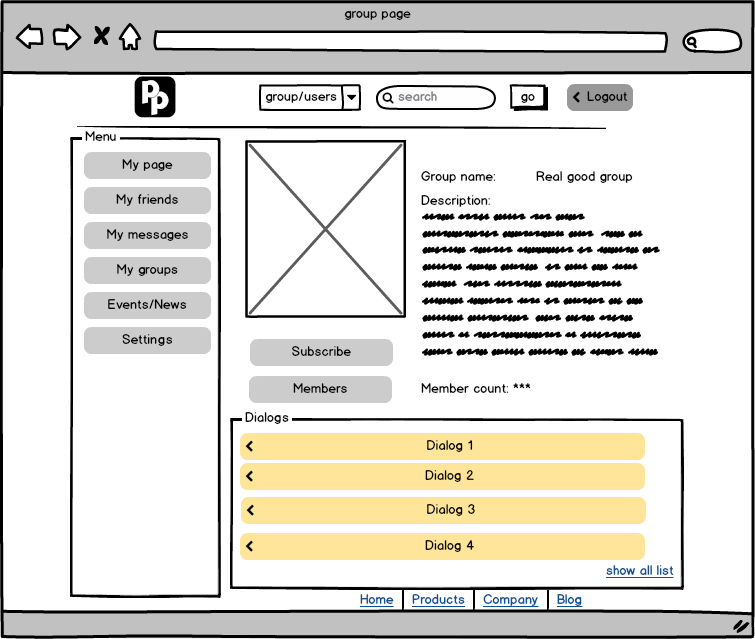 group page
Pp
group/users
search
go
Logout
Menu
My page
My friends
My messages
My groups
Events/News
Settings
Group name: Real good group
Description:
Subscribe
Members
Member count: ***
Dialogs
Dialog 1
Dialog 2
Dialog 3
Dialog 4
show all list
Home Products Company Blog